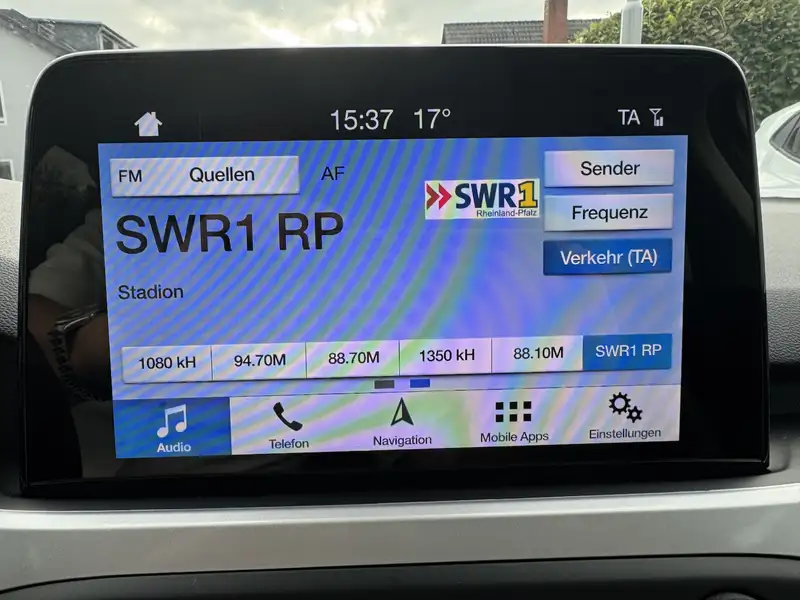 15:37 17° TA
FM Quellen AF
SWR1
Rheinland-Pfalz
Sender
SWR1 RP
Frequenz
Verkehr (TA)
Stadion
1080 kH 94.70M 88.70M 1350 kH 88.10M SWR1 RP
Audio Telefon Navigation Mobile Apps Einstellungen